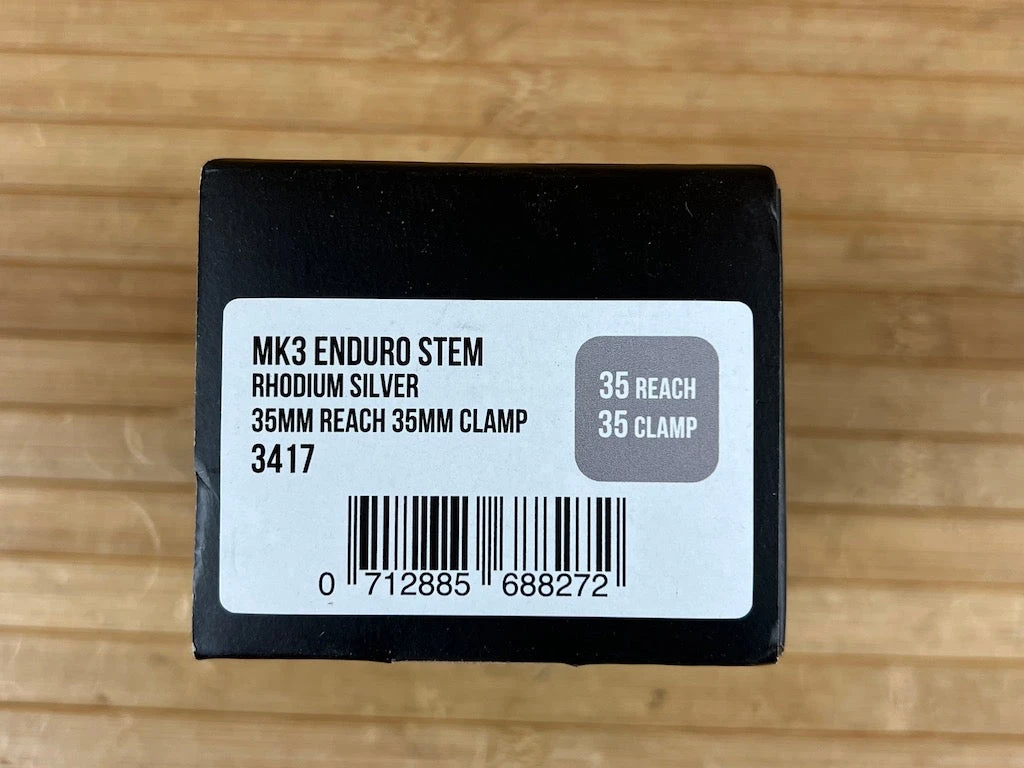 MK3 ENDURO STEM
RHODIUM SILVER
35MM REACH 35MM CLAMP
3417
35 REACH
35 CLAMP
0 712885 688272